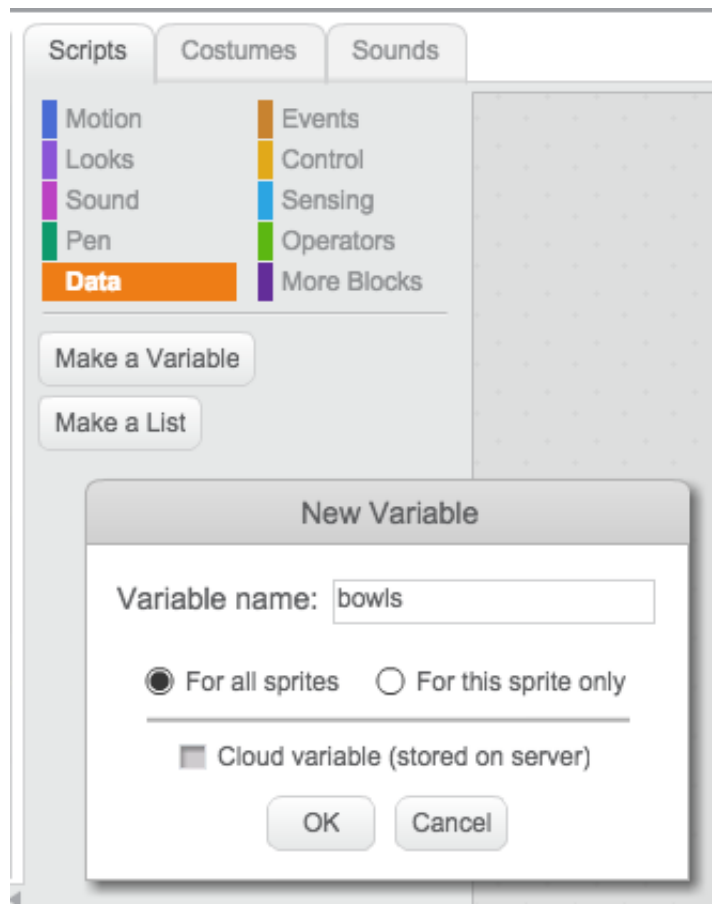 Scripts Costumes Sounds
Motion Events
Looks Control
Sound Sensing
Pen Operators
Data More Blocks
Make a Variable
Make a List
New Variable
Variable name: bowls
For all sprites For this sprite only
Cloud variable (stored on server)
OK Cancel